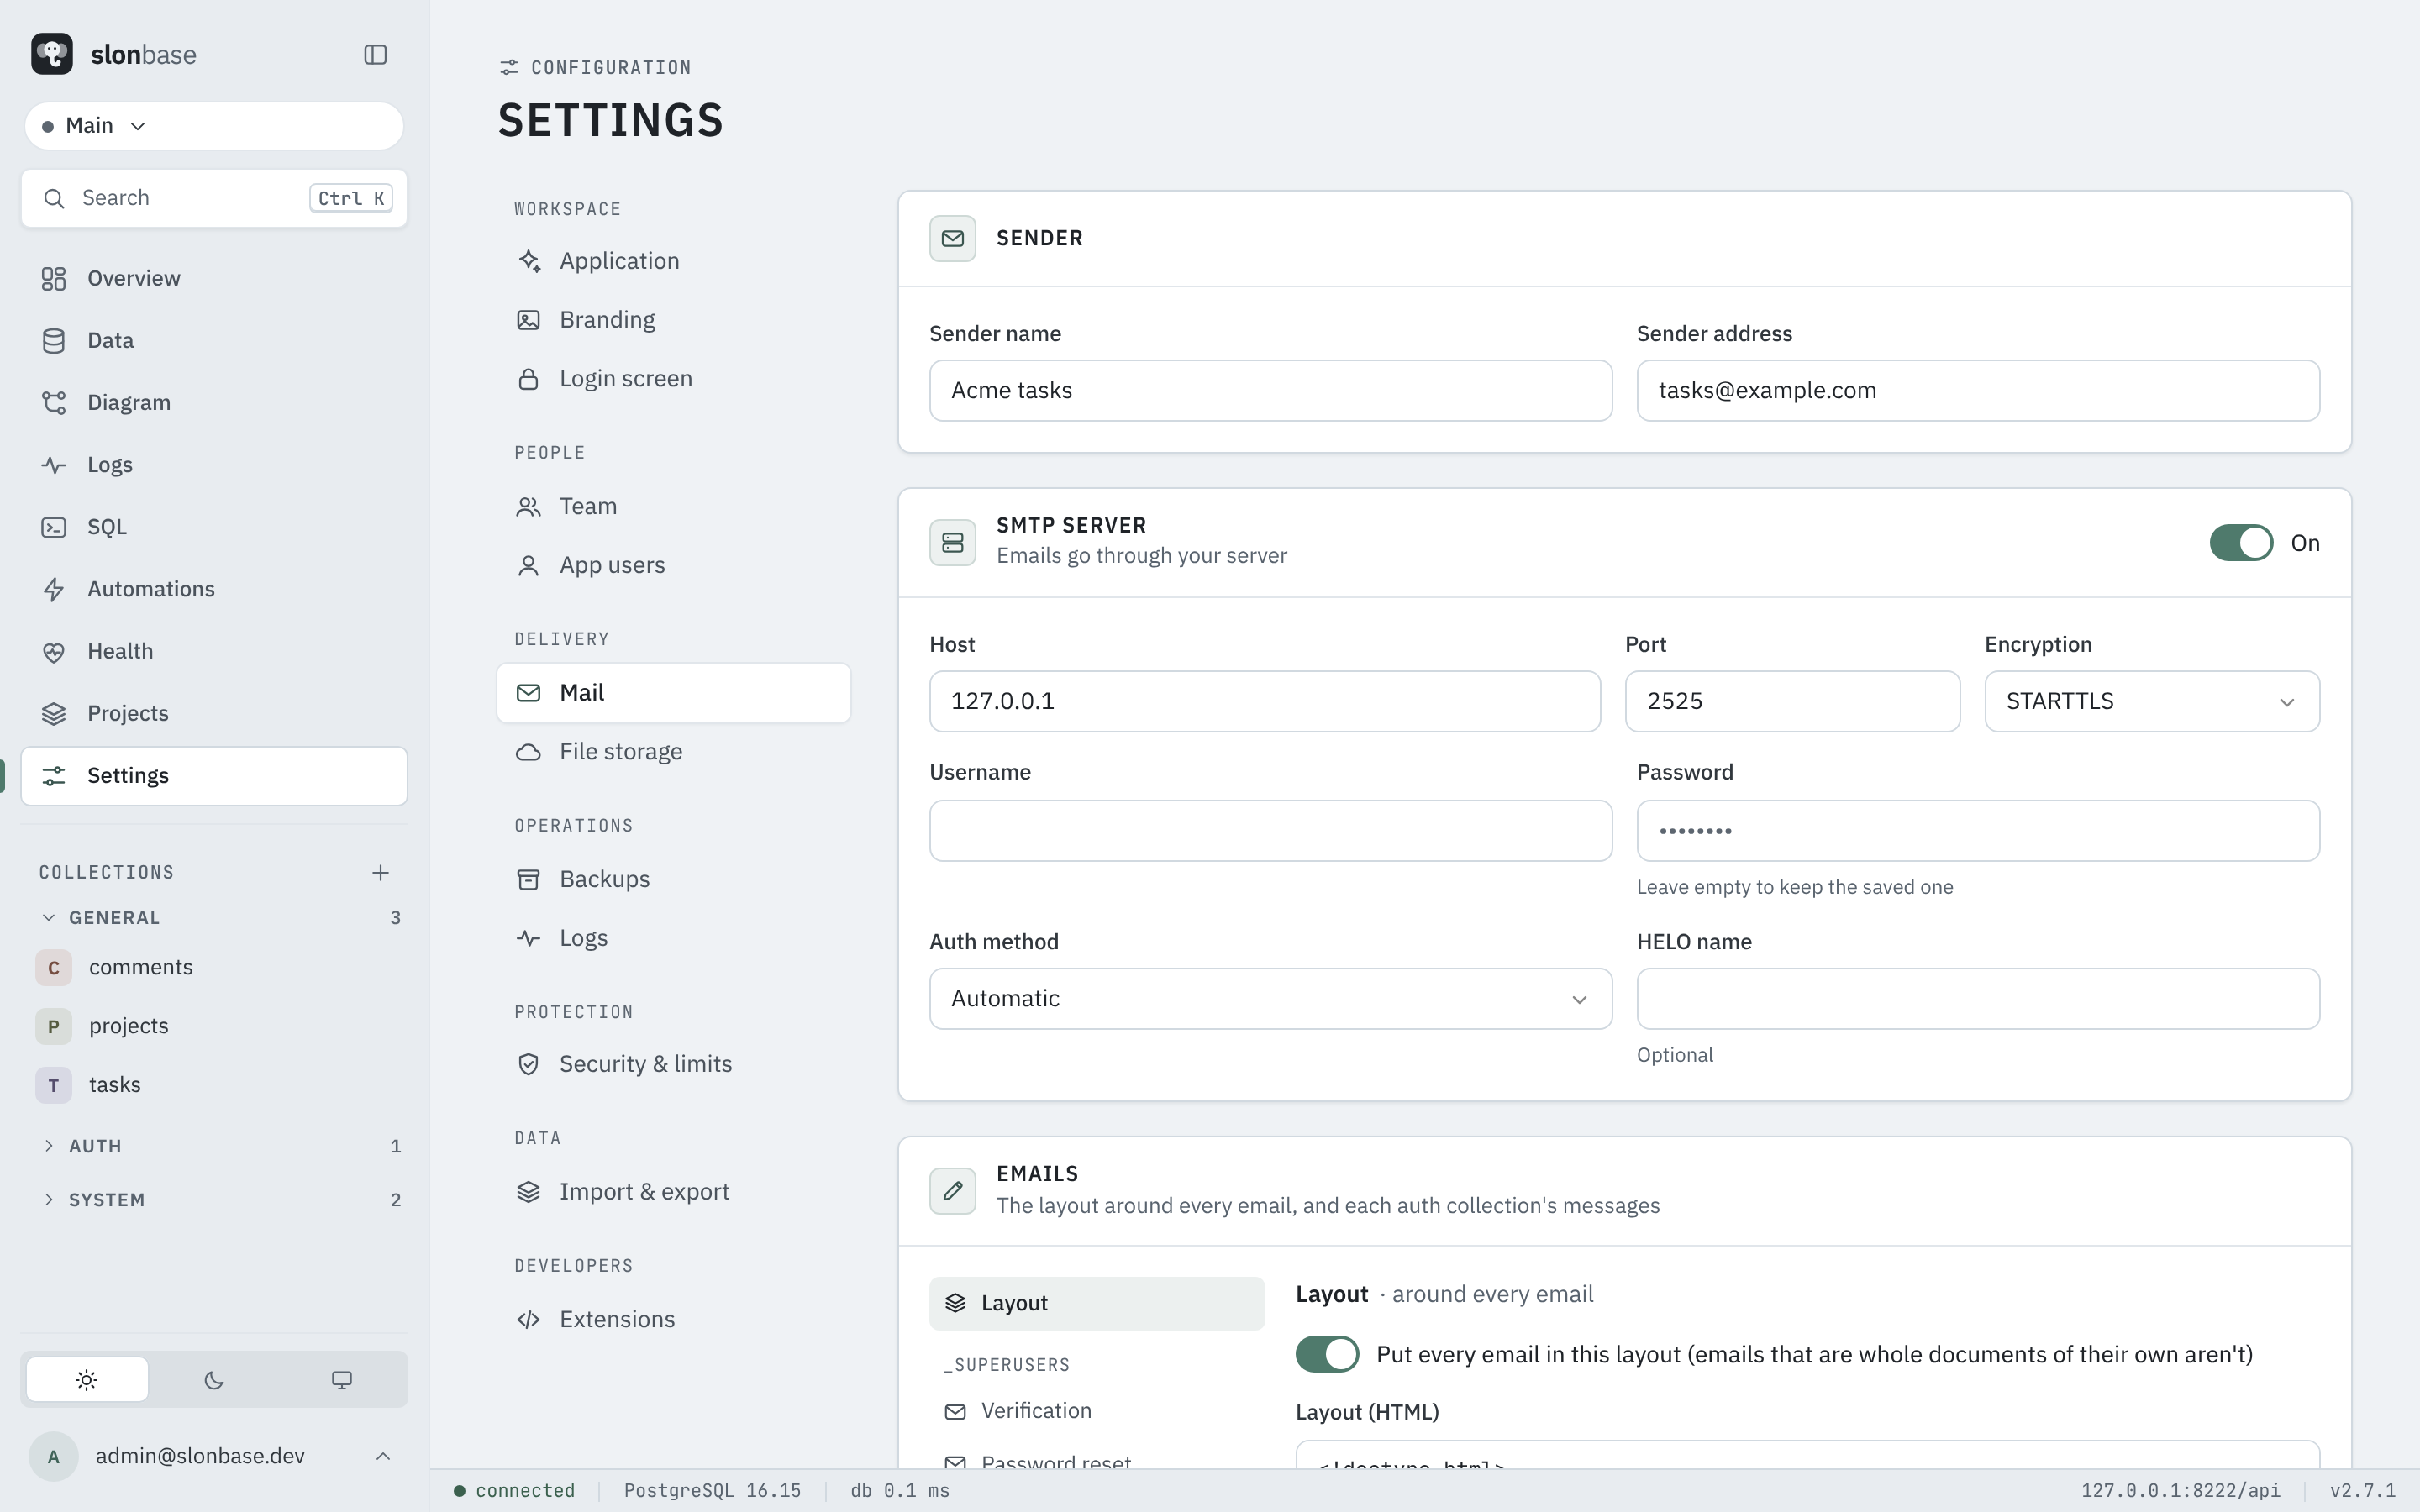 slonbase
Main
Search Ctrl K
Overview
Data
Diagram
Logs
SQL
Automations
Health
Projects
Settings
COLLECTIONS
GENERAL 3
C comments
P projects
T tasks
AUTH 1
SYSTEM 2
A admin@slonbase.dev
CONFIGURATION
SETTINGS
WORKSPACE
Application
Branding
Login screen
PEOPLE
Team
App users
DELIVERY
Mail
File storage
OPERATIONS
Backups
Logs
PROTECTION
Security & limits
DATA
Import & export
DEVELOPERS
Extensions
SENDER
Sender name Sender address
Acme tasks tasks@example.com
SMTP SERVER
Emails go through your server
On
Host Port Encryption
127.0.0.1 2525 STARTTLS
Username Password
••••••••
Leave empty to keep the saved one
Auth method HELO name
Automatic
Optional
EMAILS
The layout around every email, and each auth collection's messages
Layout
_SUPERUSERS
Verification
Password reset
Layout · around every email
Put every email in this layout (emails that are whole documents of their own aren't)
Layout (HTML)
<!doctype html>
connected PostgreSQL 16.15 db 0.1 ms 127.0.0.1:8222/api v2.7.1